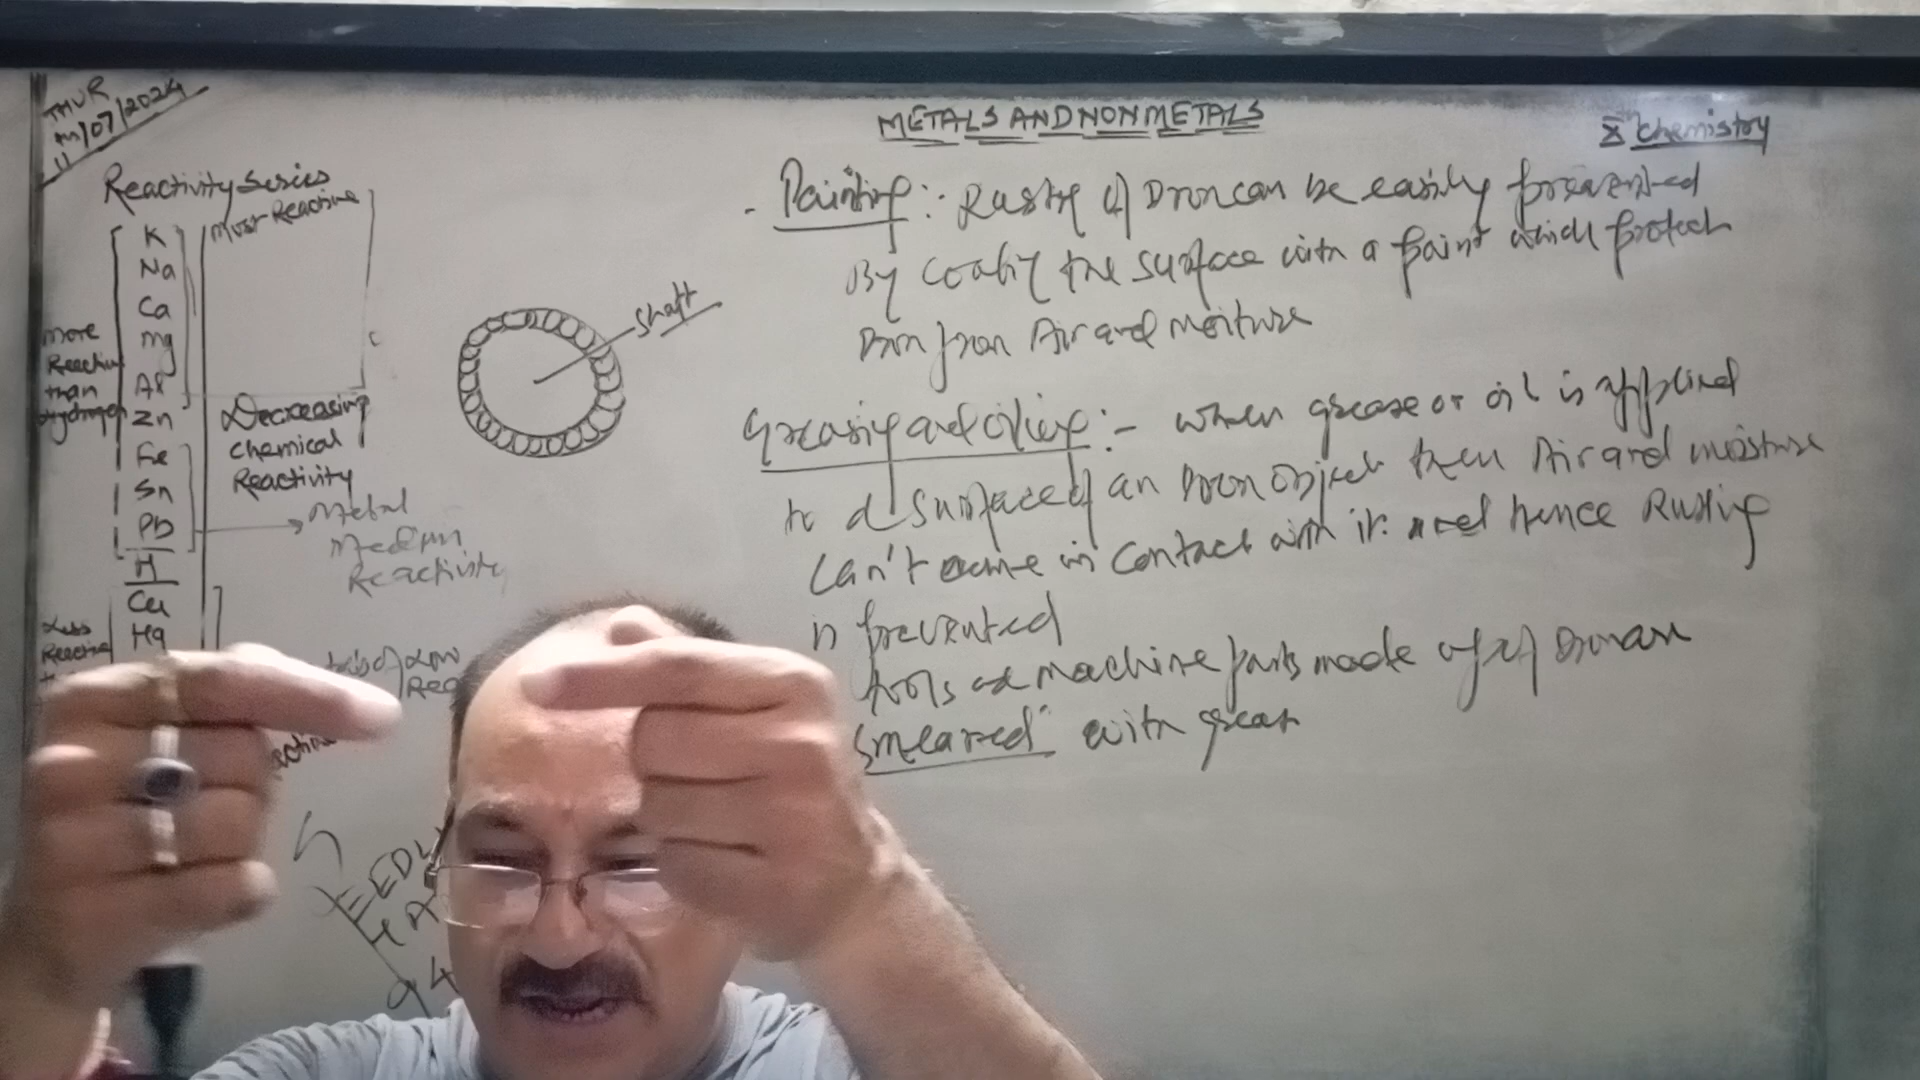 THUR
11/07/2024
METALS AND NONMETALS
X Chemistry
Reactivity Series
Most Reactive
K
Na
Ca
Mg
Al
Zn
Fe
Sn
Pb
H
Cu
Hg
More
Reactive
than
Hydrogen
Decreasing
chemical
Reactivity
Metal
Medium
Reactivity
Less
Reactive
Shaft
Painting :- Rusting of Iron can be easily prevented
By coating the surface with a paint which protect
Iron from Air and moisture
Greasing and oiling :- when grease or oil is applied
to d surface of an Iron object then Air and moisture
can't come in contact with it and hence Rusting
is prevented
tools and machine parts made of Iron are
smeared with grease
94